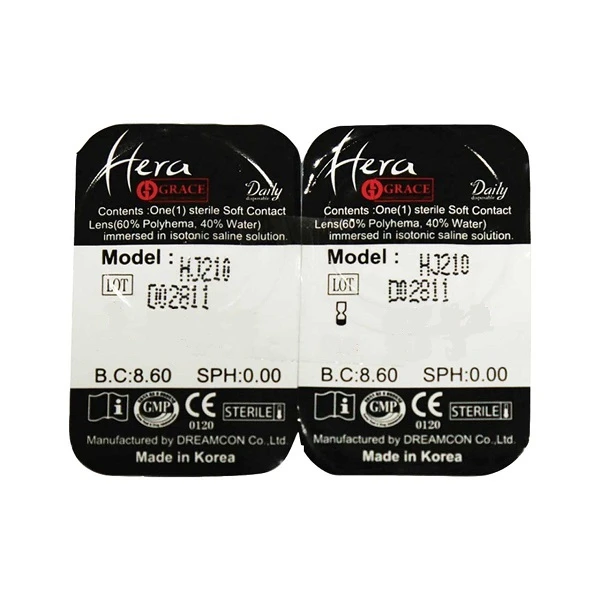 Hera
GRACE
Daily
disposable
Contents :One(1) sterile Soft Contact
Lens(60% Polyhema, 40% Water)
immersed in isotonic saline solution.
Model : HJ210
LOT D02811
B.C:8.60 SPH:0.00
i GMP CE 0120 STERILE
Manufactured by DREAMCON Co.,Ltd.
Made in Korea
Hera
GRACE
Daily
disposable
Contents :One(1) sterile Soft Contact
Lens(60% Polyhema, 40% Water)
immersed in isotonic saline solution.
Model : HJ210
LOT D02811
B.C:8.60 SPH:0.00
i GMP CE 0120 STERILE
Manufactured by DREAMCON Co.,Ltd.
Made in Korea